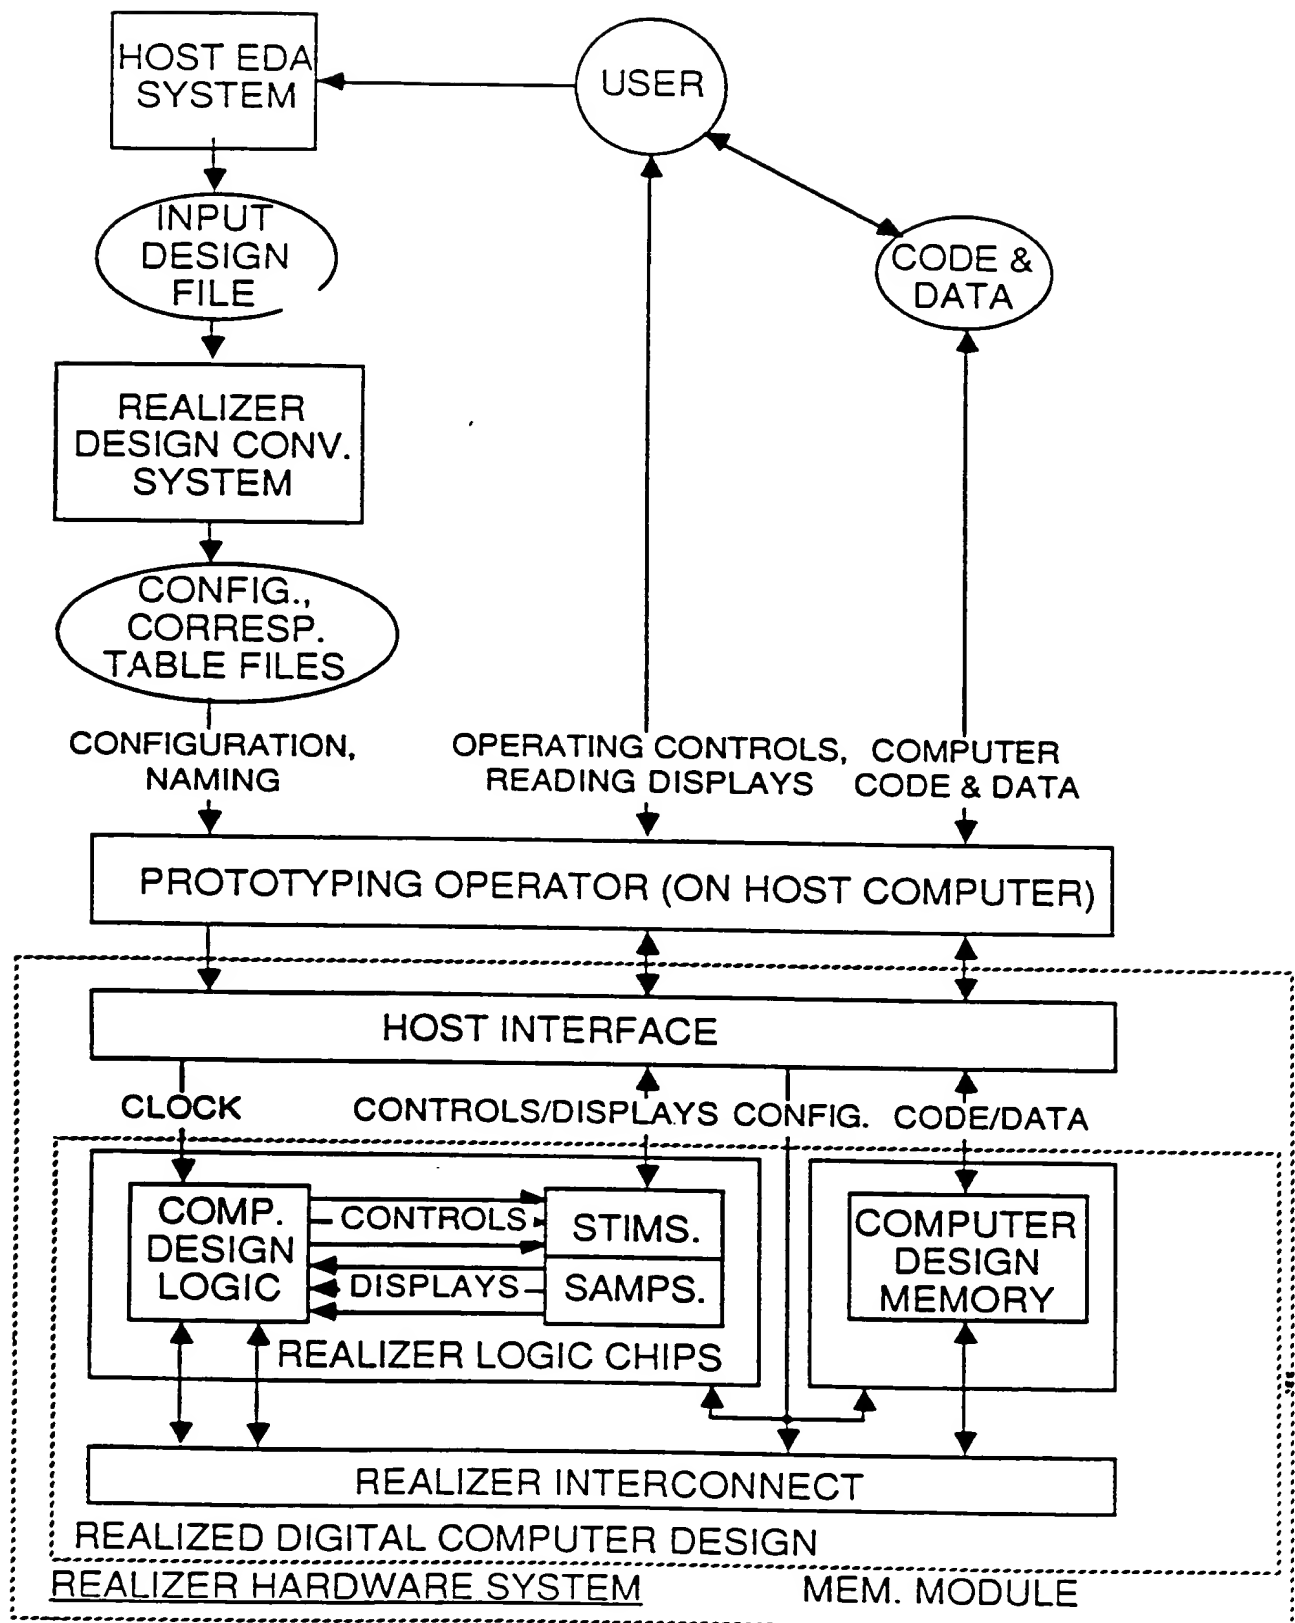 HOST EDA
SYSTEM
USER
INPUT
DESIGN
FILE
CODE &
DATA
REALIZER
DESIGN CONV.
SYSTEM
CONFIG.,
CORRESP.
TABLE FILES
CONFIGURATION,
NAMING
OPERATING CONTROLS,
READING DISPLAYS
COMPUTER
CODE & DATA
PROTOTYPING OPERATOR (ON HOST COMPUTER)
HOST INTERFACE
CLOCK
CONTROLS/DISPLAYS
CONFIG.
CODE/DATA
COMP.
DESIGN
LOGIC
CONTROLS
DISPLAYS
STIMS.
SAMPS.
COMPUTER
DESIGN
MEMORY
REALIZER LOGIC CHIPS
REALIZER INTERCONNECT
REALIZED DIGITAL COMPUTER DESIGN
REALIZER HARDWARE SYSTEM
MEM. MODULE